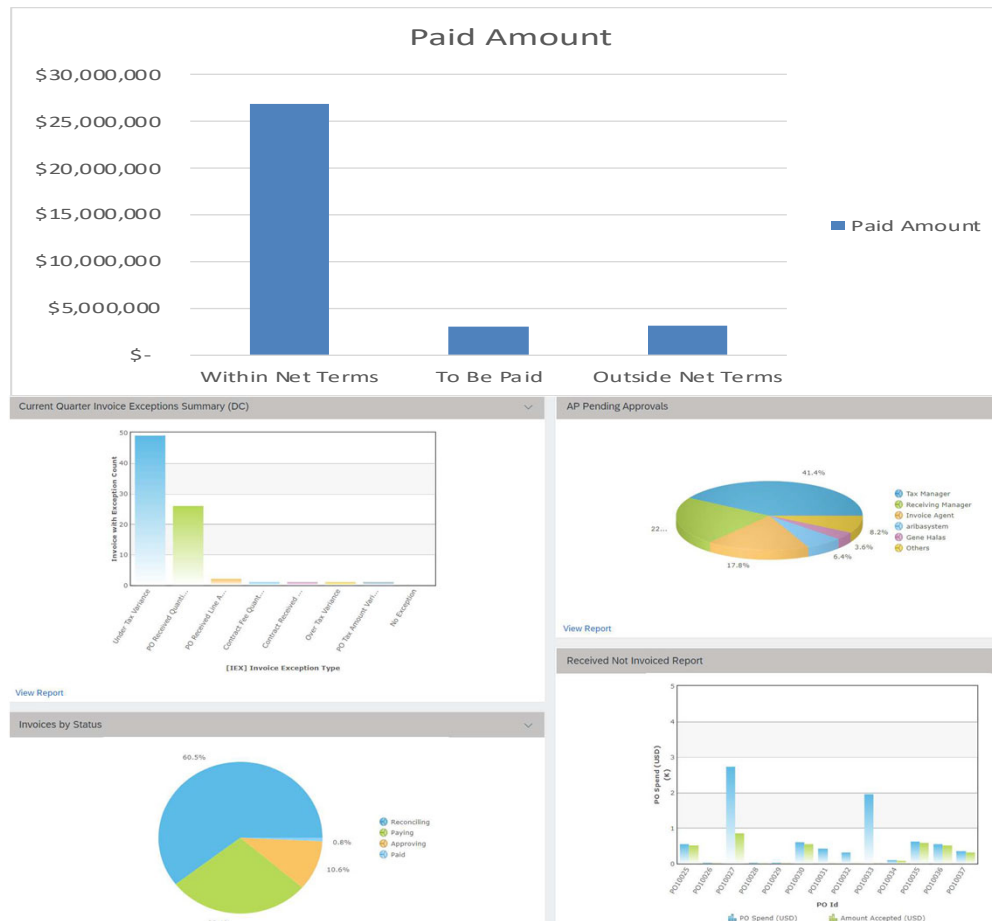 Paid Amount
$30,000,000
$25,000,000
$20,000,000
$15,000,000
$10,000,000
$5,000,000
$-
Within Net Terms To Be Paid Outside Net Terms
Paid Amount
Current Quarter Invoice Exceptions Summary (DC)
Invoice with Exception Count
50
40
30
20
10
0
Under Tax Variance
PO Received Quanti...
PO Received Line A...
Contract Fee Quant...
Contract Received ...
Over Tax Variance
PO Tax Amount Vari...
No Exception
[IEX] Invoice Exception Type
View Report
AP Pending Approvals
41.4%
22...
17.8%
6.4%
3.6%
8.2%
Tax Manager
Receiving Manager
Invoice Agent
aribasystem
Gene Halas
Others
View Report
Invoices by Status
60.5%
0.8%
10.6%
Reconciling
Paying
Approving
Paid
Received Not Invoiced Report
PO Spend (USD)
(K)
5
4
3
2
1
0
PO10025
PO10026
PO10027
PO10028
PO10029
PO10030
PO10031
PO10032
PO10033
PO10034
PO10035
PO10036
PO10037
PO Id
PO Spend (USD) Amount Accepted (USD)